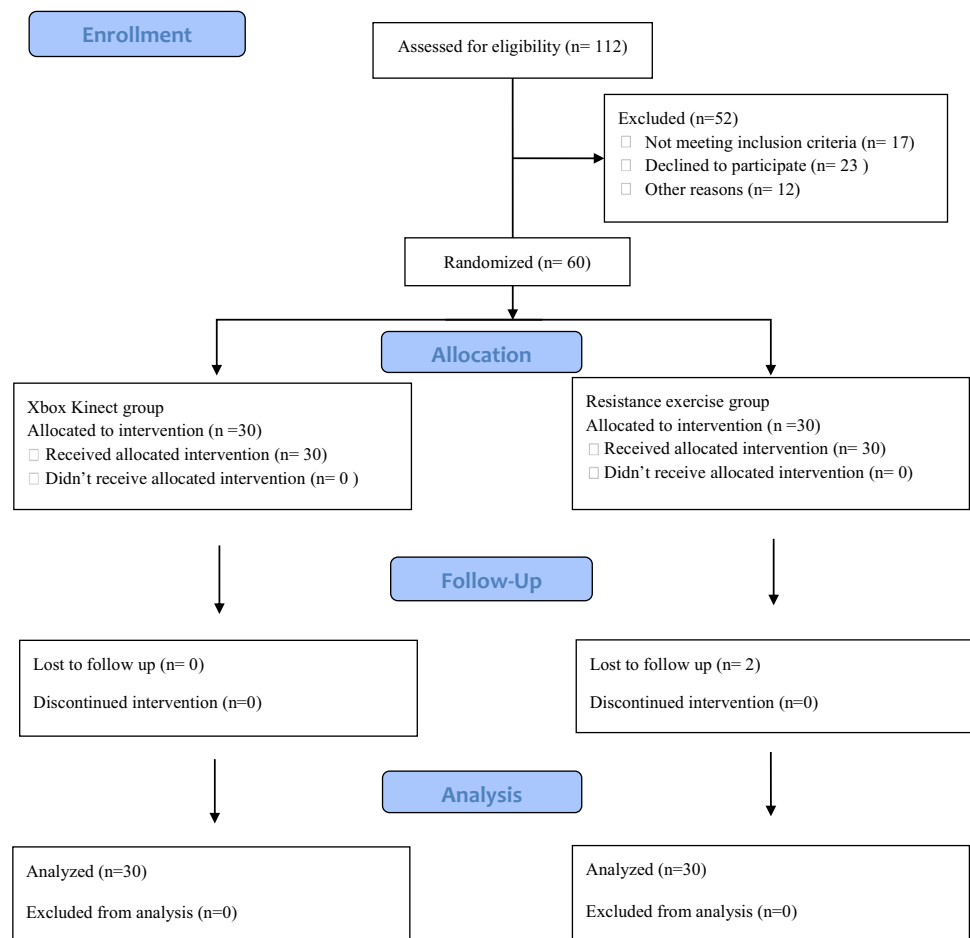 Enrollment
Assessed for eligibility (n= 112)
Excluded (n=52)
Not meeting inclusion criteria (n= 17)
Declined to participate (n= 23 )
Other reasons (n= 12)
Randomized (n= 60)
Allocation
Xbox Kinect group
Allocated to intervention (n =30)
Received allocated intervention (n= 30)
Didn’t receive allocated intervention (n= 0 )
Resistance exercise group
Allocated to intervention (n =30)
Received allocated intervention (n= 30)
Didn’t receive allocated intervention (n= 0)
Follow-Up
Lost to follow up (n= 0)
Discontinued intervention (n=0)
Lost to follow up (n= 2)
Discontinued intervention (n=0)
Analysis
Analyzed (n=30)
Excluded from analysis (n=0)
Analyzed (n=30)
Excluded from analysis (n=0)